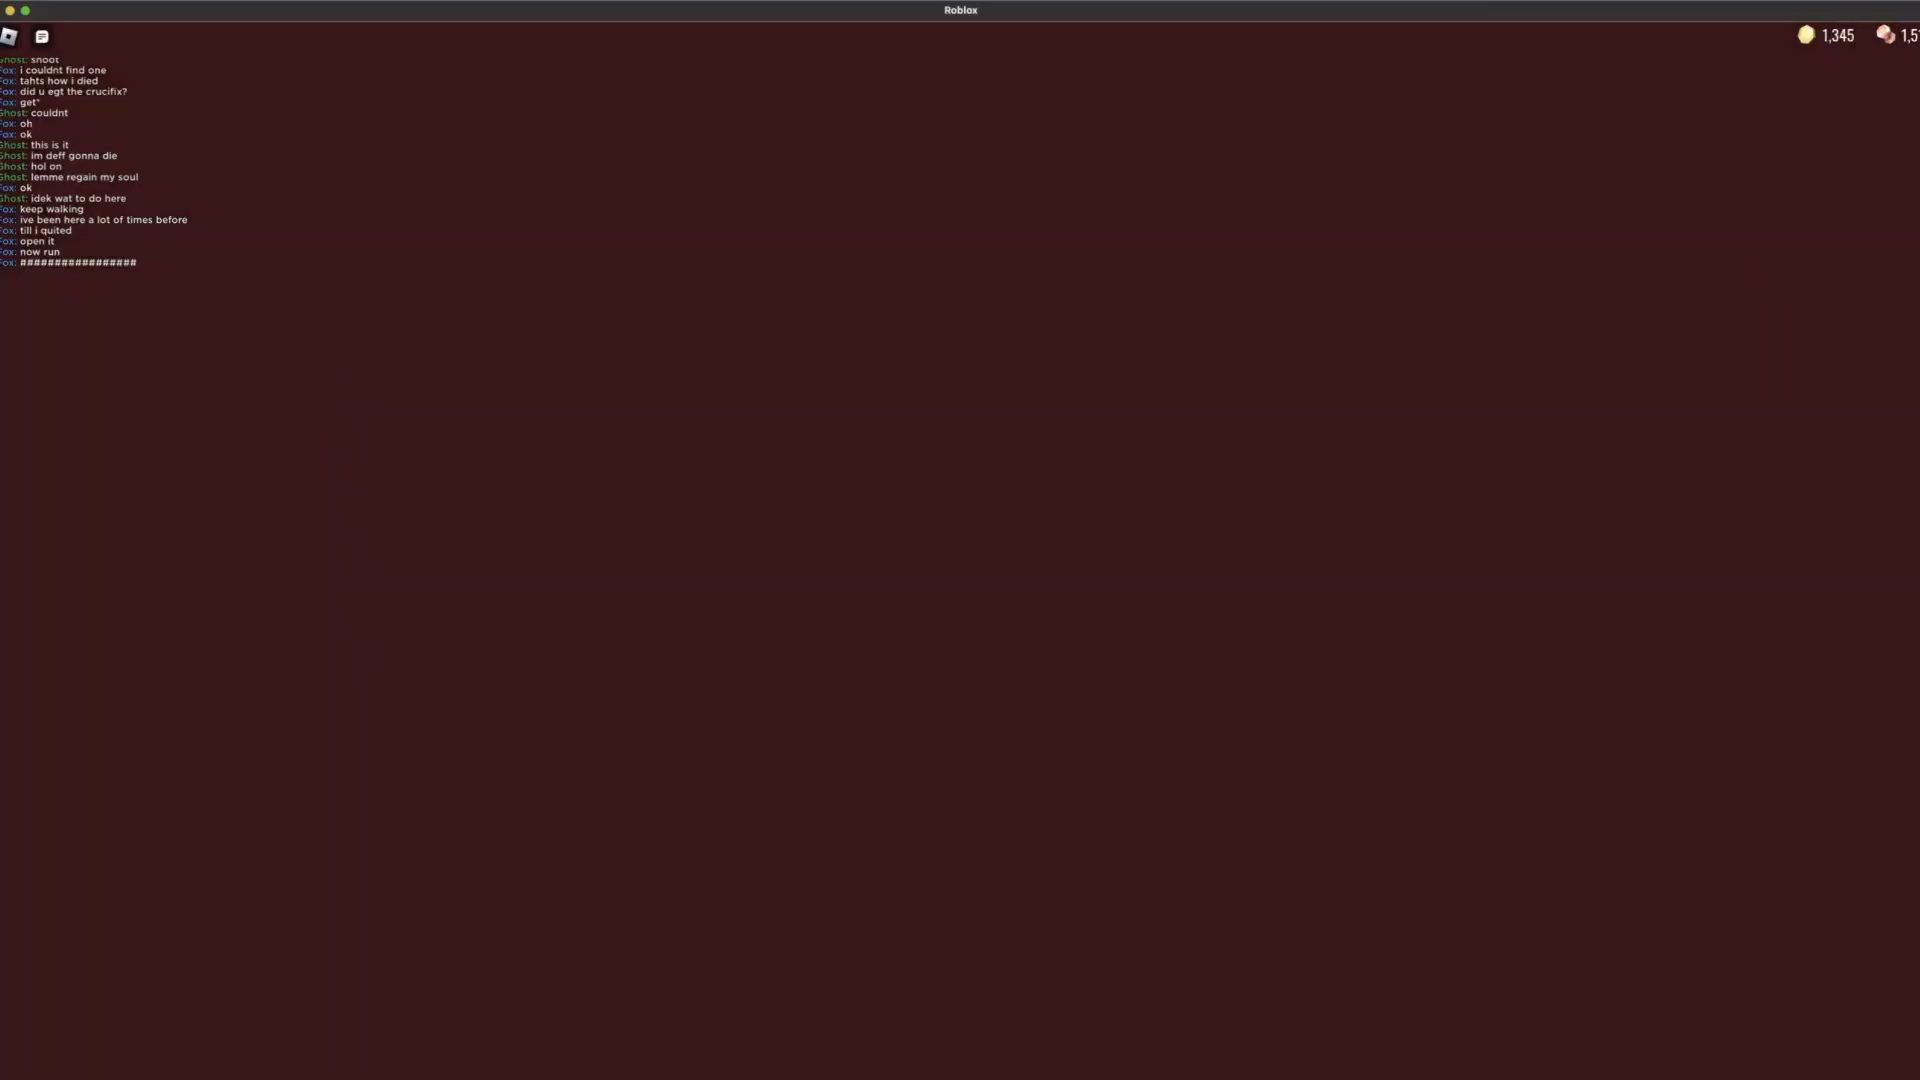 Roblox
1,345
1,5
Ghost: shoot
Fox: i couldnt find one
Fox: tahts how i died
Fox: did u egt the crucifix?
Fox: get*
Ghost: couldnt
Fox: oh
Fox: ok
Ghost: this is it
Ghost: im deff gonna die
Ghost: hol on
Ghost: lemme regain my soul
Fox: ok
Ghost: idek wat to do here
Fox: keep walking
Fox: ive been here a lot of times before
Fox: till i quited
Fox: open it
Fox: now run
Fox: #################